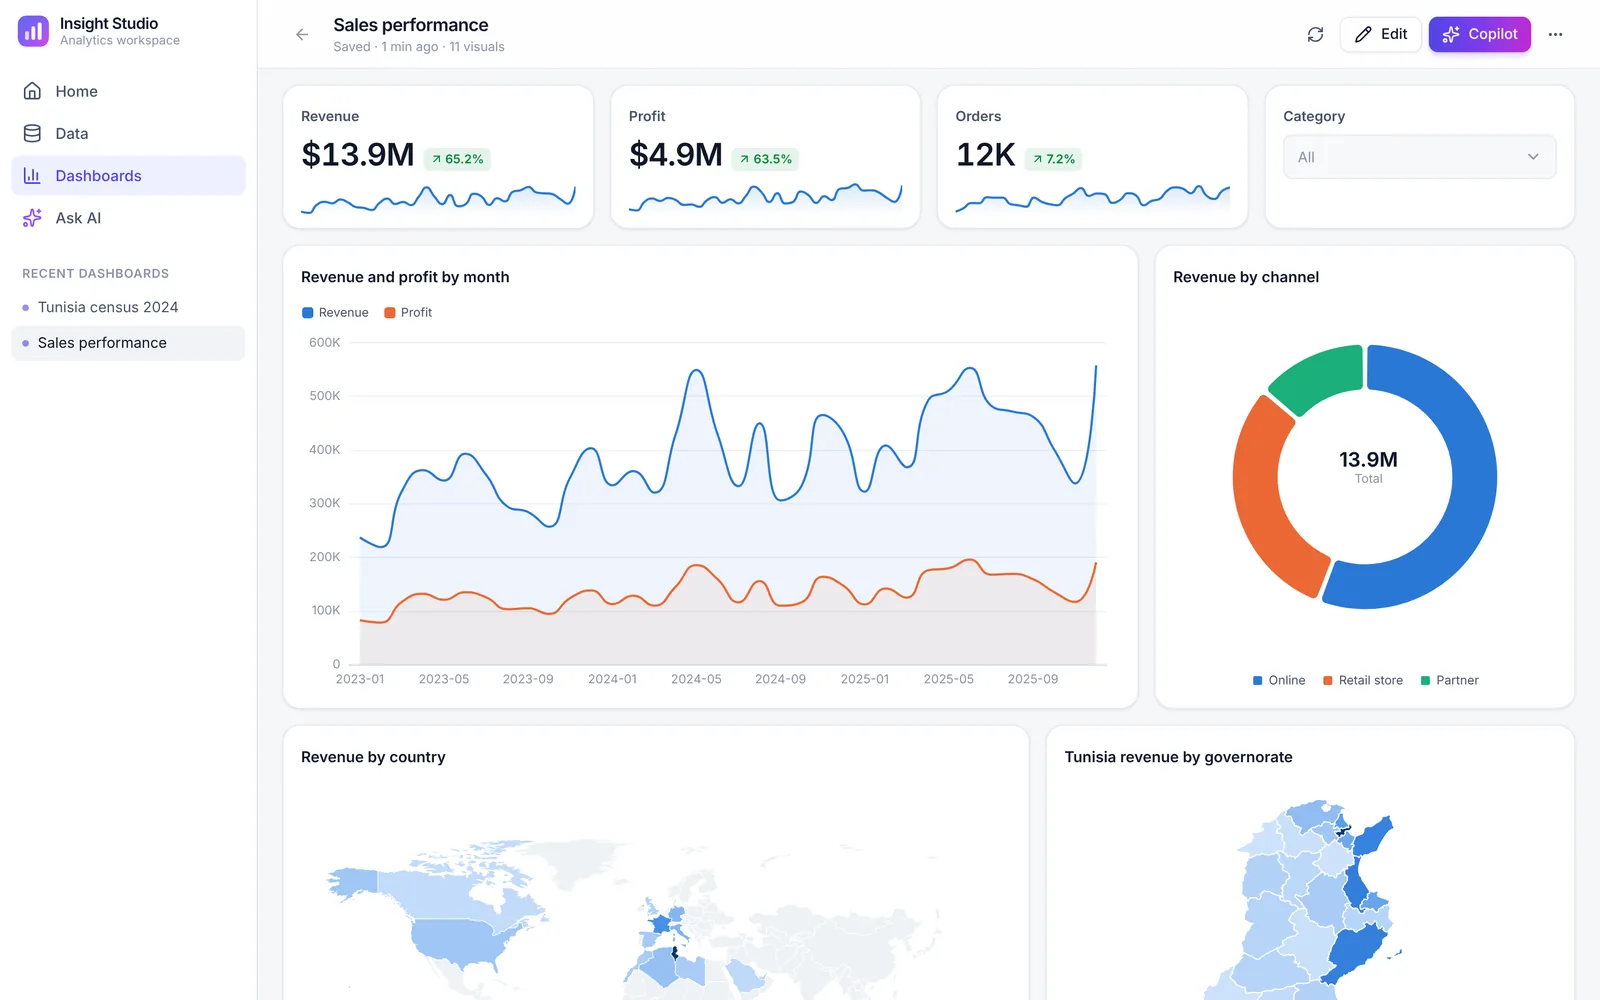 Insight Studio
Analytics workspace
Home
Data
Dashboards
Ask AI
RECENT DASHBOARDS
Tunisia census 2024
Sales performance
Sales performance
Saved · 1 min ago · 11 visuals
Edit
Copilot
Revenue
$13.9M
65.2%
Profit
$4.9M
63.5%
Orders
12K
7.2%
Category
All
Revenue and profit by month
Revenue
Profit
600K
500K
400K
300K
200K
100K
0
2023-01 2023-05 2023-09 2024-01 2024-05 2024-09 2025-01 2025-05 2025-09
Revenue by channel
13.9M
Total
Online
Retail store
Partner
Revenue by country
Tunisia revenue by governorate